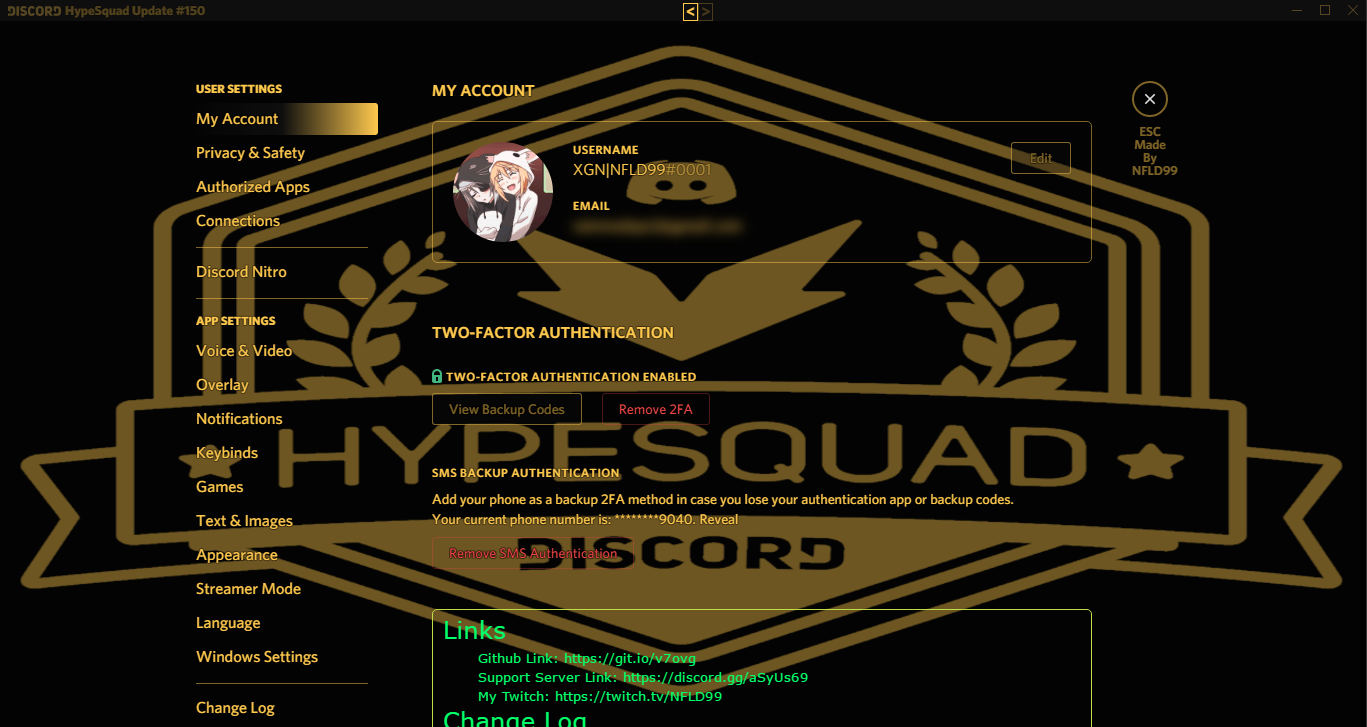 DISCORD HypeSquad Update #150
< >
USER SETTINGS
My Account
Privacy & Safety
Authorized Apps
Connections
Discord Nitro
APP SETTINGS
Voice & Video
Overlay
Notifications
Keybinds
Games
Text & Images
Appearance
Streamer Mode
Language
Windows Settings
Change Log
MY ACCOUNT
USERNAME
XGN|NFLD99#0001
Edit
EMAIL
TWO-FACTOR AUTHENTICATION
TWO-FACTOR AUTHENTICATION ENABLED
View Backup Codes
Remove 2FA
SMS BACKUP AUTHENTICATION
Add your phone as a backup 2FA method in case you lose your authentication app or backup codes.
Your current phone number is: ********9040. Reveal
Remove SMS Authentication
Links
Github Link: https://git.io/v7ovg
Support Server Link: https://discord.gg/aSyUs69
My Twitch: https://twitch.tv/NFLD99
Change Log
ESC
Made
By
NFLD99
HYPESQUAD
DISCORD